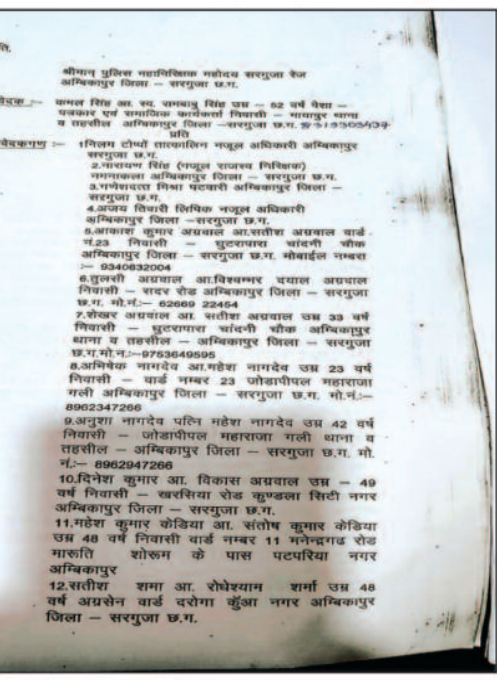 ति.
श्रीमान् पुलिस महानिरिक्षक महोदय सरगुजा रेंज
अम्बिकापुर जिला – सरगुजा छ.ग.
वेदक :– कमल सिंह आ. स्व. रामबाबु सिंह उम्र – 52 वर्ष पेशा –
पत्रकार एवं समाजिक कार्यकर्ता निवासी – मायापुर थाना
व तहसील अम्बिकापुर जिला –सरगुजा छ.ग.
प्रति
वेदकगण :– 1निलम टोप्पो तात्कालिन नजूल अधिकारी अम्बिकापुर
सरगुजा छ.ग.
2.नारायण सिंह (नजूल राजस्व निरिक्षक)
नमनाकला अम्बिकापुर जिला – सरगुजा छ.ग.
3.गणेशदत्त मिश्रा पटवारी अम्बिकापुर जिला –
सरगुजा छ.ग.
4.अजय तिवारी लिपिक नजूल अधिकारी
अम्बिकापुर जिला –सरगुजा छ.ग.
5.आकाश कुमार अग्रवाल आ.सतीश अग्रवाल वार्ड
नं.23 निवासी – घुटरापारा चांदनी चौक
अम्बिकापुर जिला – सरगुजा छ.ग. मोबाईल नम्बरा
:– 9340632004
6.तुलसी अग्रवाल आ.विश्वम्भर दयाल अग्रवाल
निवासी – सदर रोड अम्बिकापुर जिला – सरगुजा
छ.ग. मो.नं.:– 62669 22454
7.शेखर अग्रवाल आ. सतीश अग्रवाल उम्र 33 वर्ष
निवासी – घुटरापारा चांदनी चौक अम्बिकापुर
थाना व तहसील – अम्बिकापुर जिला – सरगुजा
छ.ग.मो.न.:–9753649595
8.अभिषेक नागदेव आ.महेश नागदेव उम्र 23 वर्ष
निवासी – वार्ड नम्बर 23 जोडापीपल महाराजा
गली अम्बिकापुर जिला – सरगुजा छ.ग. मो.नं.:–
8962347266
9.अनुशा नागदेव पत्नि महेश नागदेव उम्र 42 वर्ष
निवासी – जोडापीपल महाराजा गली थाना व
तहसील – अम्बिकापुर जिला – सरगुजा छ.ग. मो.
नं.:– 8962947266
10.दिनेश कुमार आ. विकास अग्रवाल उम्र – 49
वर्ष निवासी – खरसिया रोड कुण्डला सिटी नगर
अम्बिकापुर जिला – सरगुजा छ.ग.
11.महेश कुमार केडिया आ. संतोष कुमार केडिया
उम्र 48 वर्ष निवासी वार्ड नम्बर 11 मनेन्द्रगढ रोड
मारूति शोरूम के पास पटपरिया नगर
अम्बिकापुर
12.सतीश शमा आ. रोधेश्याम शर्मा उम्र 48
वर्ष अग्रसेन वार्ड दरोगा कुँआ नगर अम्बिकापुर
जिला – सरगुजा छ.ग.